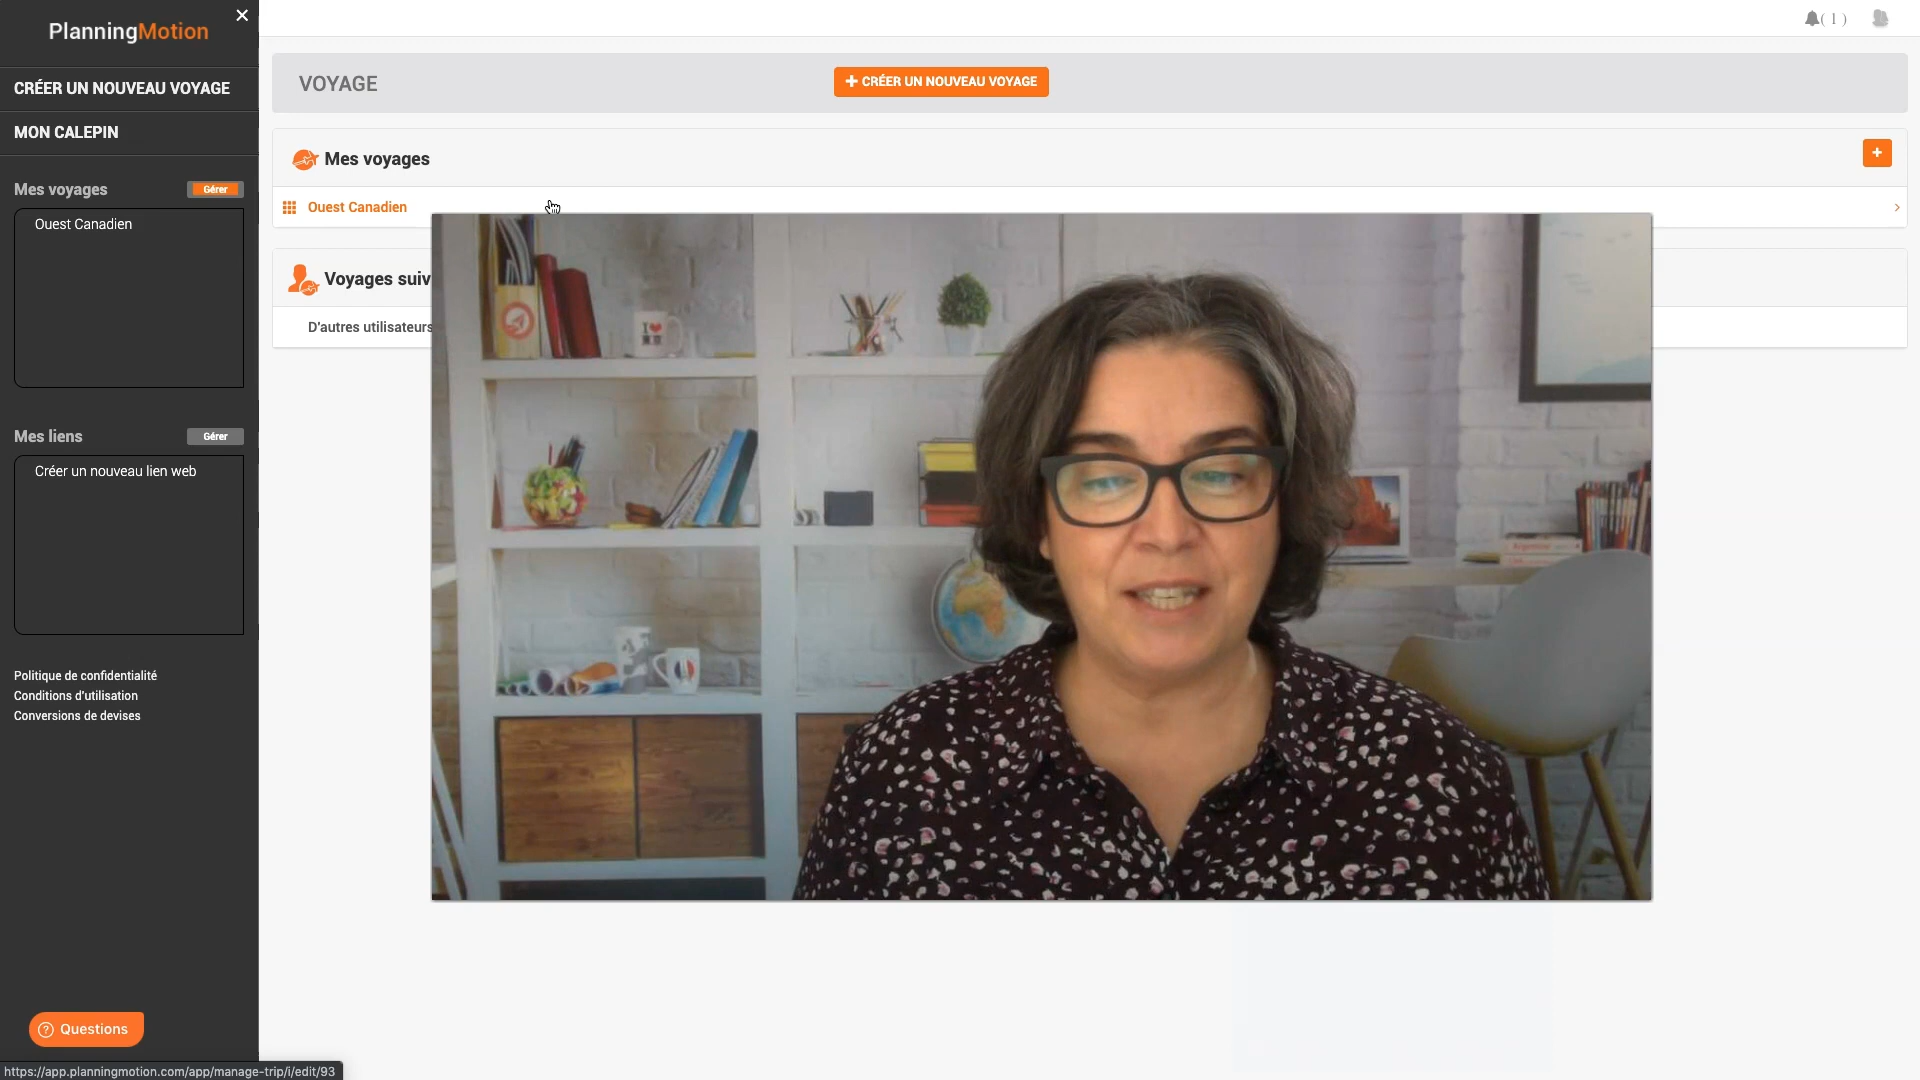 PlanningMotion
CRÉER UN NOUVEAU VOYAGE
MON CALEPIN
Mes voyages
Gérer
Ouest Canadien
Mes liens
Gérer
Créer un nouveau lien web
Politique de confidentialité
Conditions d'utilisation
Conversions de devises
Questions
https://app.planningmotion.com/app/manage-trip/i/edit/93
( 1 )
VOYAGE
CRÉER UN NOUVEAU VOYAGE
Mes voyages
Ouest Canadien
Voyages suiv
D'autres utilisateurs
I